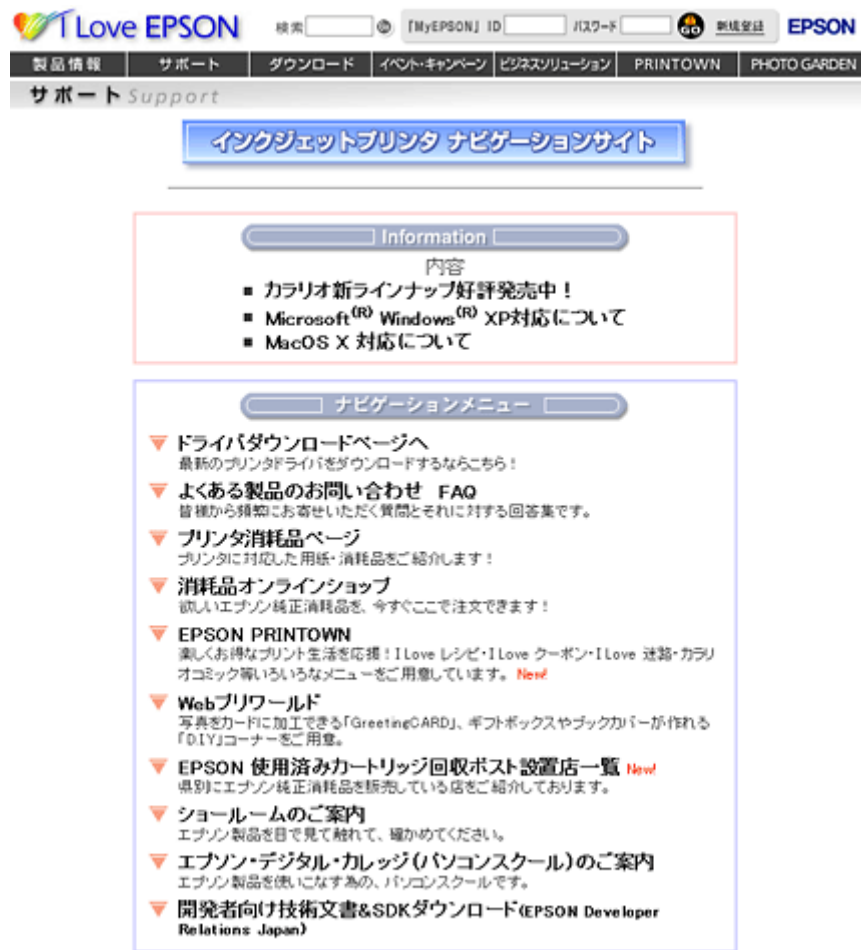 I Love EPSON 検索 「MyEPSON」 ID パスワード GO 新規登録 EPSON
製品情報 サポート ダウンロード イベント・キャンペーン ビジネスソリューション PRINTOWN PHOTO GARDEN
サポート Support
インクジェットプリンタ ナビゲーションサイト
Information
内容
■ カラリオ新ラインナップ好評発売中！
■ Microsoft(R) Windows(R) XP対応について
■ MacOS X 対応について
ナビゲーションメニュー
ドライバダウンロードページへ
最新のプリンタドライバをダウンロードするならこちら！
よくある製品のお問い合わせ FAQ
皆様から頻繁にお寄せいただく質問とそれに対する回答集です。
プリンタ消耗品ページ
プリンタに対応した用紙・消耗品をご紹介します！
消耗品オンラインショップ
欲しいエプソン純正消耗品を、今すぐここで注文できます！
EPSON PRINTOWN
楽しくお得なプリント生活を応援！I Love レシピ・I Love クーポン・I Love 迷路・カラリ
オコミック等いろいろなメニューをご用意しています。 New!
Webプリワールド
写真をカードに加工できる「GreetingCARD」、ギフトボックスやブックカバーが作れる
「D.I.Y」コーナーをご用意。
EPSON 使用済みカートリッジ回収ポスト設置店一覧 New!
県別にエプソン純正消耗品を販売している店をご紹介しております。
ショールームのご案内
エプソン製品を目で見て触れて、確かめてください。
エプソン・デジタル・カレッジ（パソコンスクール）のご案内
エプソン製品を使いこなす為の、パソコンスクールです。
開発者向け技術文書&SDKダウンロード(EPSON Developer
Relations Japan)